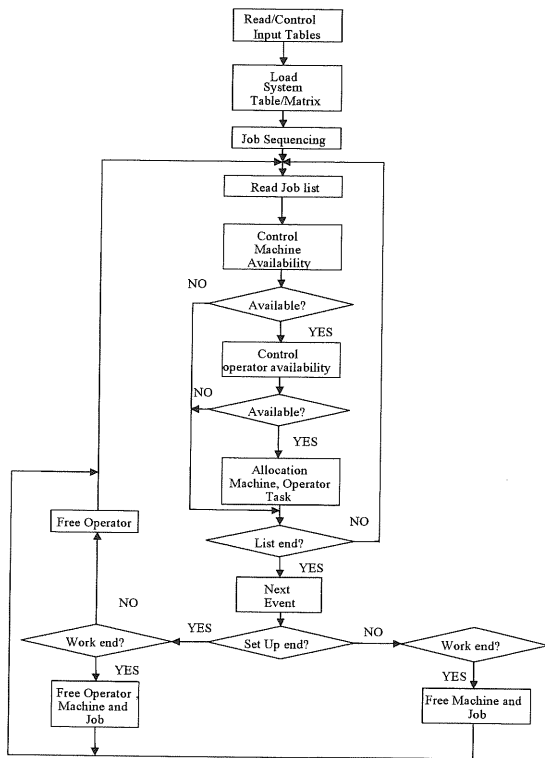 Read/Control
Input Tables
Load
System
Table/Matrix
Job Sequencing
Read Job list
Control
Machine
Availability
NO
Available?
YES
Control
operator availability
NO
Available?
YES
Allocation
Machine, Operator
Task
NO
Free Operator
List end?
YES
Next
Event
NO
YES
NO
Work end?
Set Up end?
Work end?
YES
YES
Free Operator ,
Machine and
Job
Free Machine and
Job